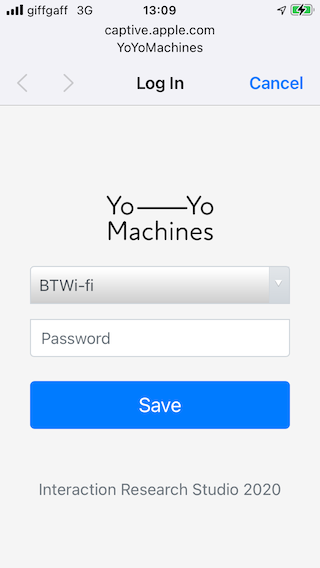 giffgaff 3G 13:09
captive.apple.com
YoYoMachines
Log In Cancel
Yo—Yo
Machines
BTWi-fi
Password
Save
Interaction Research Studio 2020